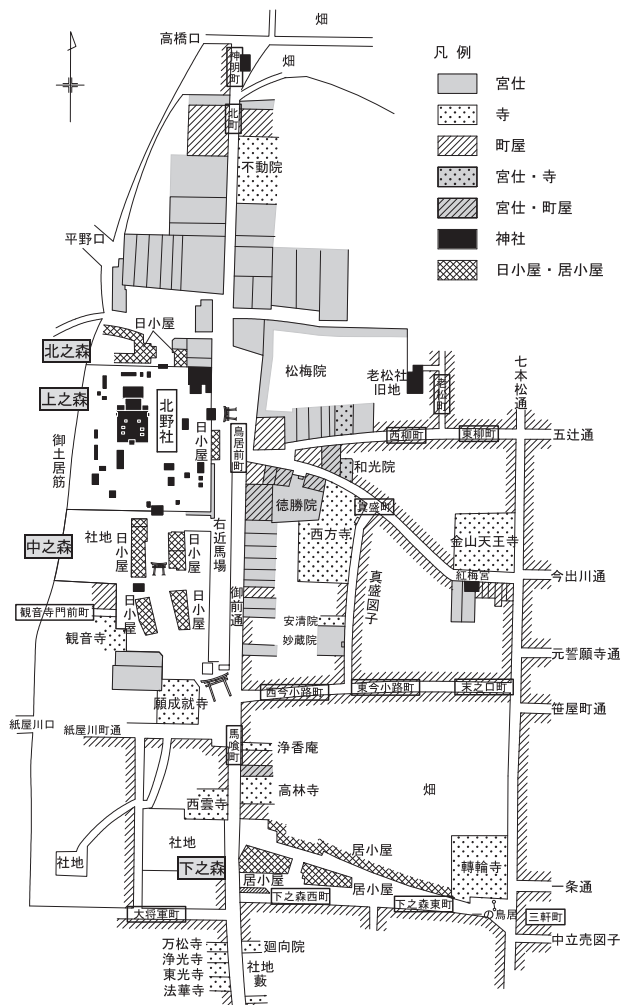 高橋口
畑
神明町
畑
北町
不動院
平野口
凡例
宮仕
寺
町屋
宮仕・寺
宮仕・町屋
神社
日小屋・居小屋
日小屋
北之森
松梅院
老松社
旧地
老松町
七本松通
上之森
北野社
日小屋
鳥居前町
西柳町
東柳町
五辻通
御土居筋
和光院
徳勝院
真盛町
西方寺
金山天王寺
中之森
社地
日小屋
日小屋
右近馬場
御前通
真盛図子
紅梅宮
今出川通
観音寺門前町
日小屋
日小屋
観音寺
安清院
妙蔵院
元誓願寺通
願成就寺
西今小路町
東今小路町
末之口町
笹屋町通
紙屋川口
紙屋川町通
馬喰町
浄香庵
高林寺
畑
西雲寺
社地
社地
下之森
居小屋
居小屋
居小屋
轉輪寺
一条通
下之森西町
下之森東町
一の鳥居
三軒町
大将軍町
中立売図子
万松寺
浄光寺
東光寺
法華寺
廻向院
社地
藪